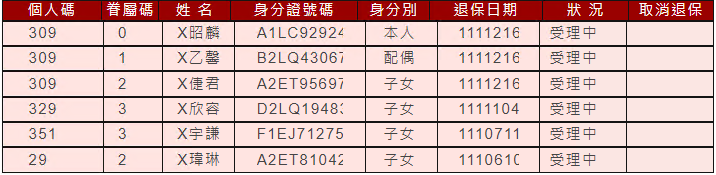 個人碼 眷屬碼 姓名 身分證號碼 身分別 退保日期 狀況 取消退保
309 0 X昭麟 A1LC92924 本人 1111216 受理中
309 1 X乙馨 B2LQ43067 配偶 1111216 受理中
309 2 X倢君 A2ET95697 子女 1111216 受理中
329 3 X欣容 D2LQ19483 子女 1111104 受理中
351 3 X宇謙 F1EJ71275 子女 1110711 受理中
29 2 X瑋琳 A2ET81042 子女 1110610 受理中